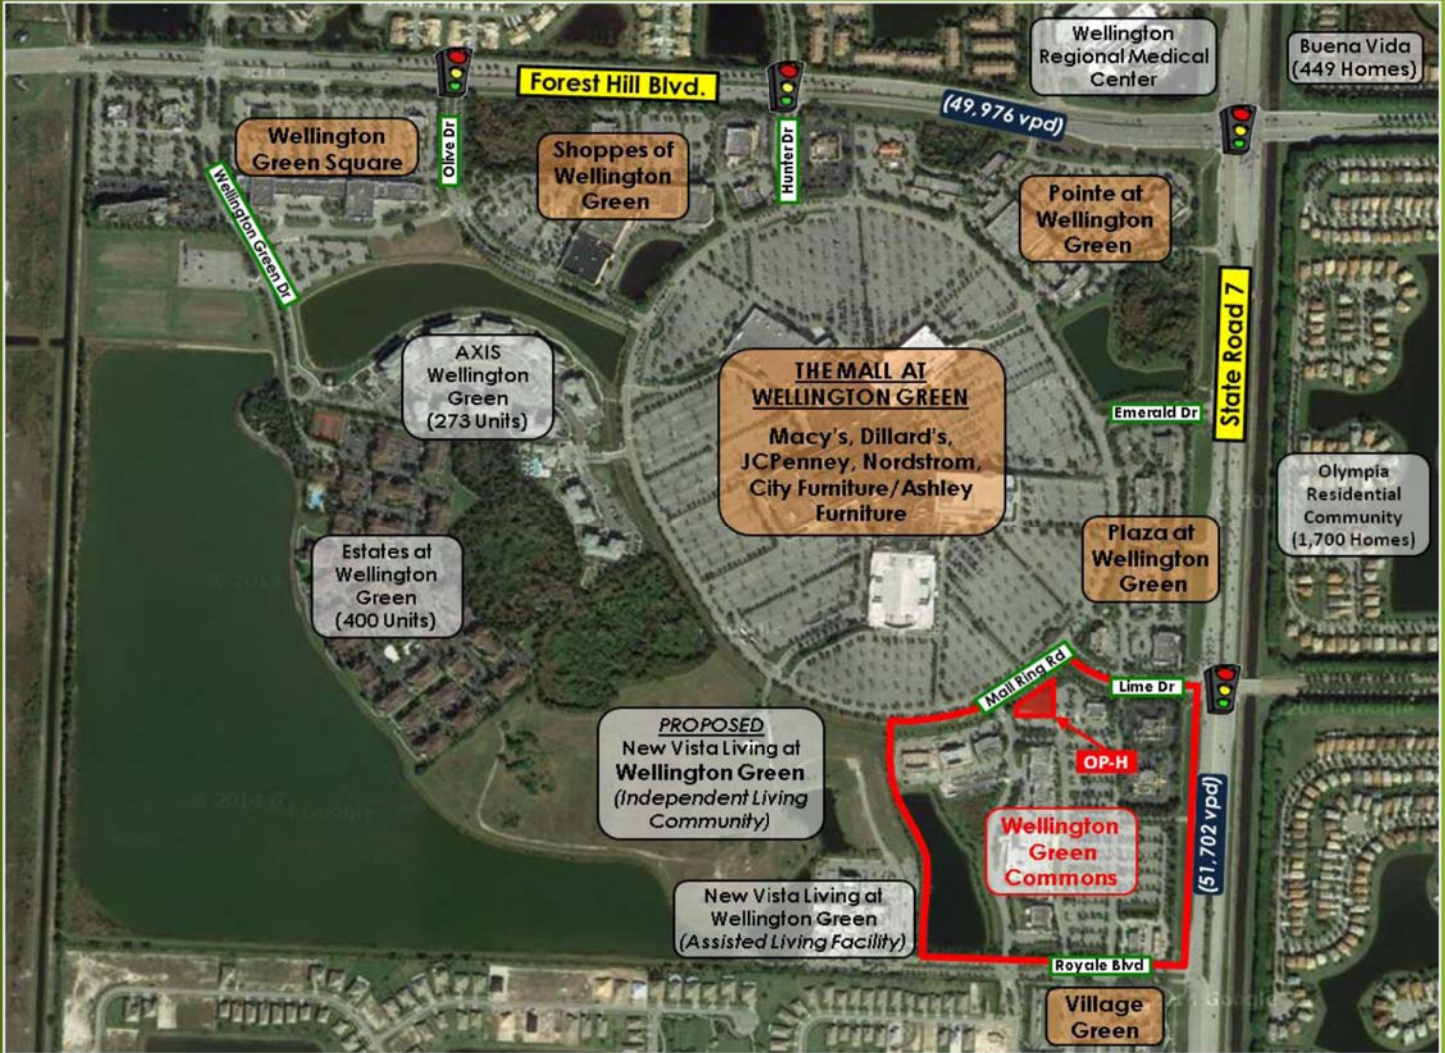 Wellington
Regional Medical
Center
Buena Vida
(449 Homes)
Forest Hill Blvd.
(49,976 vpd)
Wellington
Green Square
Olive Dr
Shoppes of
Wellington
Green
Hunter Dr
Pointe at
Wellington
Green
Wellington Green Dr
State Road 7
AXIS
Wellington
Green
(273 Units)
THE MALL AT
WELLINGTON GREEN
Macy's, Dillard's,
JCPenney, Nordstrom,
City Furniture/Ashley
Furniture
Emerald Dr
Olympia
Residential
Community
(1,700 Homes)
Plaza at
Wellington
Green
Estates at
Wellington
Green
(400 Units)
Mall Ring Rd
Lime Dr
PROPOSED
New Vista Living at
Wellington Green
(Independent Living
Community)
OP-H
Wellington
Green
Commons
(51,702 vpd)
New Vista Living at
Wellington Green
(Assisted Living Facility)
Royale Blvd
Village
Green